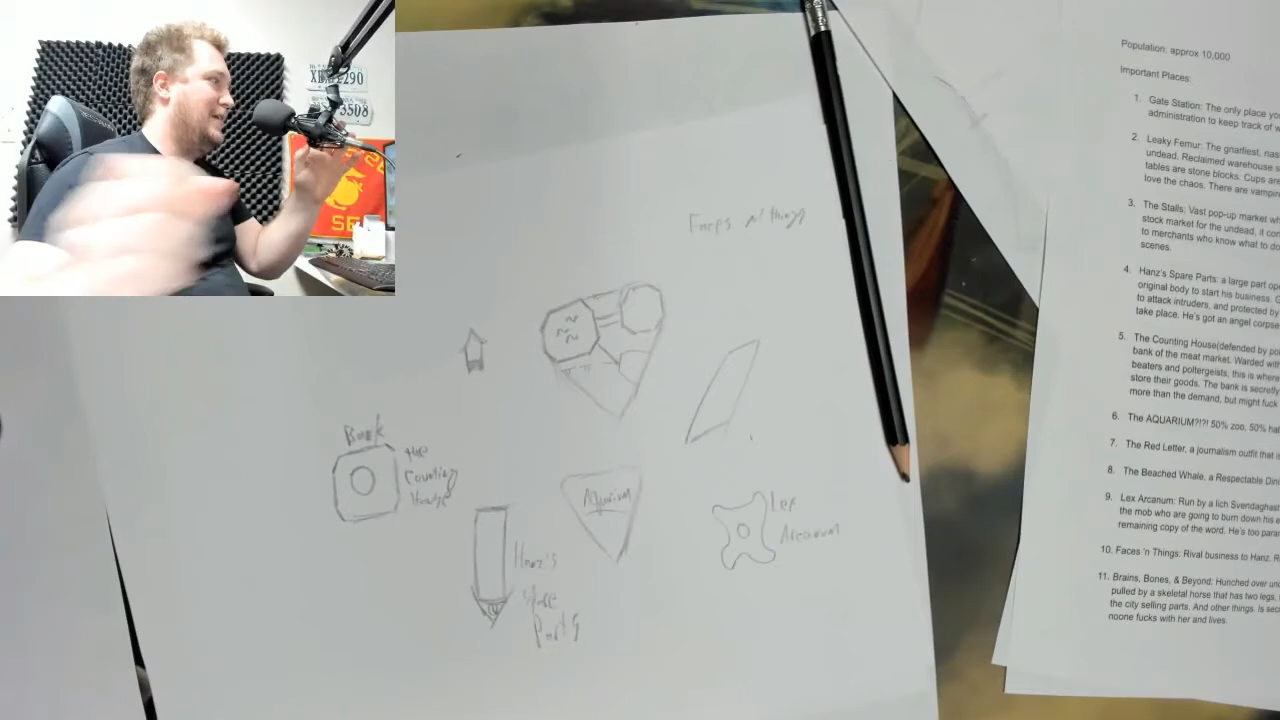 SE
Faces n' things
Bank
the
Counting
House
Aquarium
Hanz's
Spare
Parts
Lex
Arcanum
Population: approx 10,000
Important Places:
1. Gate Station: The only place yo
administration to keep track of
2. Leaky Femur: The gnarliest, nas
undead. Reclaimed warehouse s
tables are stone blocks. Cups are
love the chaos. There are vampir
3. The Stalls: Vast pop-up market wh
stock market for the undead, it con
to merchants who know what to do
scenes.
4. Hanz's Spare Parts: a large part ope
original body to start his business. G
to attack intruders, and protected by
take place. He's got an angel corpse
5. The Counting House(defended by pol
bank of the meat market. Warded with
beaters and poltergeists, this is where
store their goods. The bank is secretly
more than the demand, but might fuck
6. The AQUARIUM?!?! 50% zoo, 50% hal
7. The Red Letter, a journalism outfit that i
8. The Beached Whale, a Respectable Dini
9. Lex Arcanum: Run by a lich Svendaghast
the mob who are going to burn down his
remaining copy of the word. He's too para
10. Faces 'n Things: Rival business to Hanz. R
11. Brains, Bones, & Beyond: Hunched over un
pulled by a skeletal horse that has two legs,
the city selling parts. And other things. Is sec
noone fucks with her and lives.